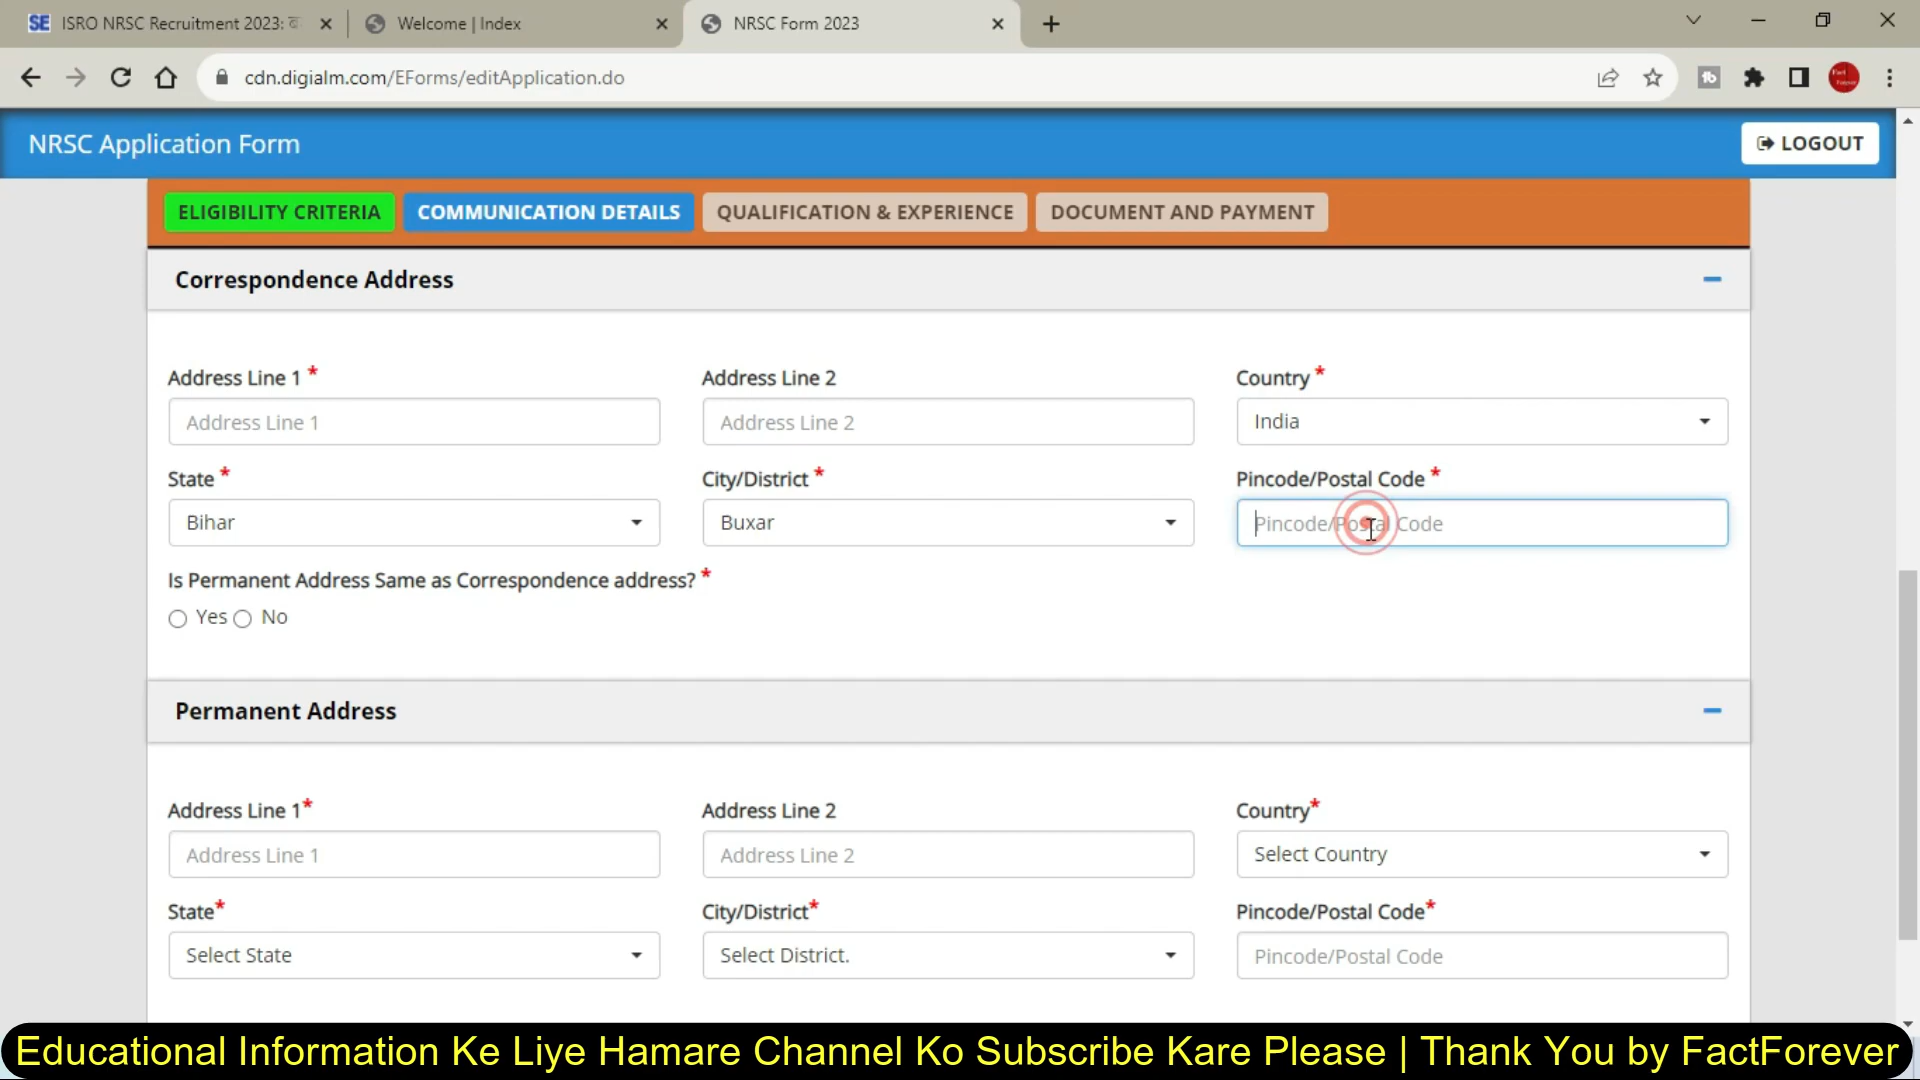 SE ISRO NRSC Recruitment 2023:
Welcome | Index
NRSC Form 2023
cdn.digialm.com/EForms/editApplication.do
NRSC Application Form
LOGOUT
ELIGIBILITY CRITERIA COMMUNICATION DETAILS QUALIFICATION & EXPERIENCE DOCUMENT AND PAYMENT
Correspondence Address
Address Line 1 * Address Line 2 Country *
Address Line 1 Address Line 2 India
State * City/District * Pincode/Postal Code *
Bihar Buxar Pincode/Postal Code
Is Permanent Address Same as Correspondence address? *
Yes No
Permanent Address
Address Line 1* Address Line 2 Country*
Address Line 1 Address Line 2 Select Country
State* City/District* Pincode/Postal Code*
Select State Select District. Pincode/Postal Code
Educational Information Ke Liye Hamare Channel Ko Subscribe Kare Please | Thank You by FactForever